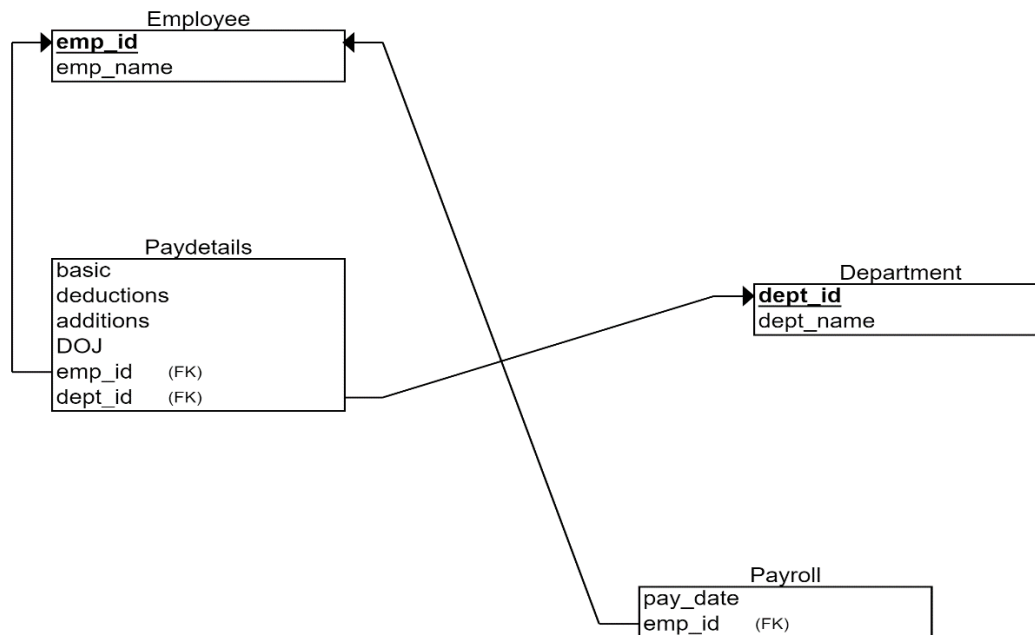 Employee
emp_id
emp_name
Paydetails
basic
deductions
additions
DOJ
emp_id (FK)
dept_id (FK)
Department
dept_id
dept_name
Payroll
pay_date
emp_id (FK)